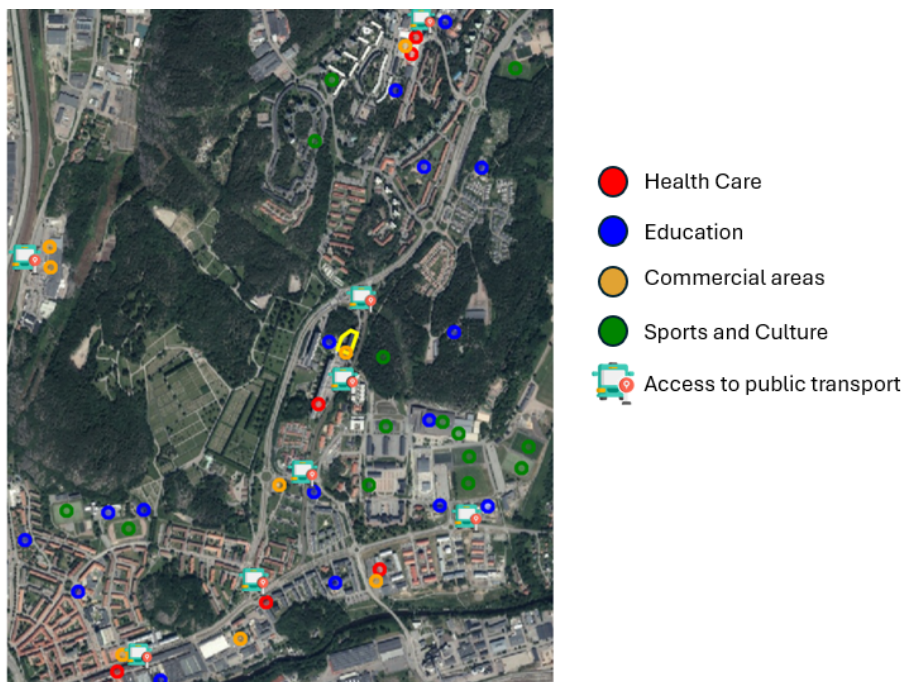 Health Care
Education
Commercial areas
Sports and Culture
Access to public transport